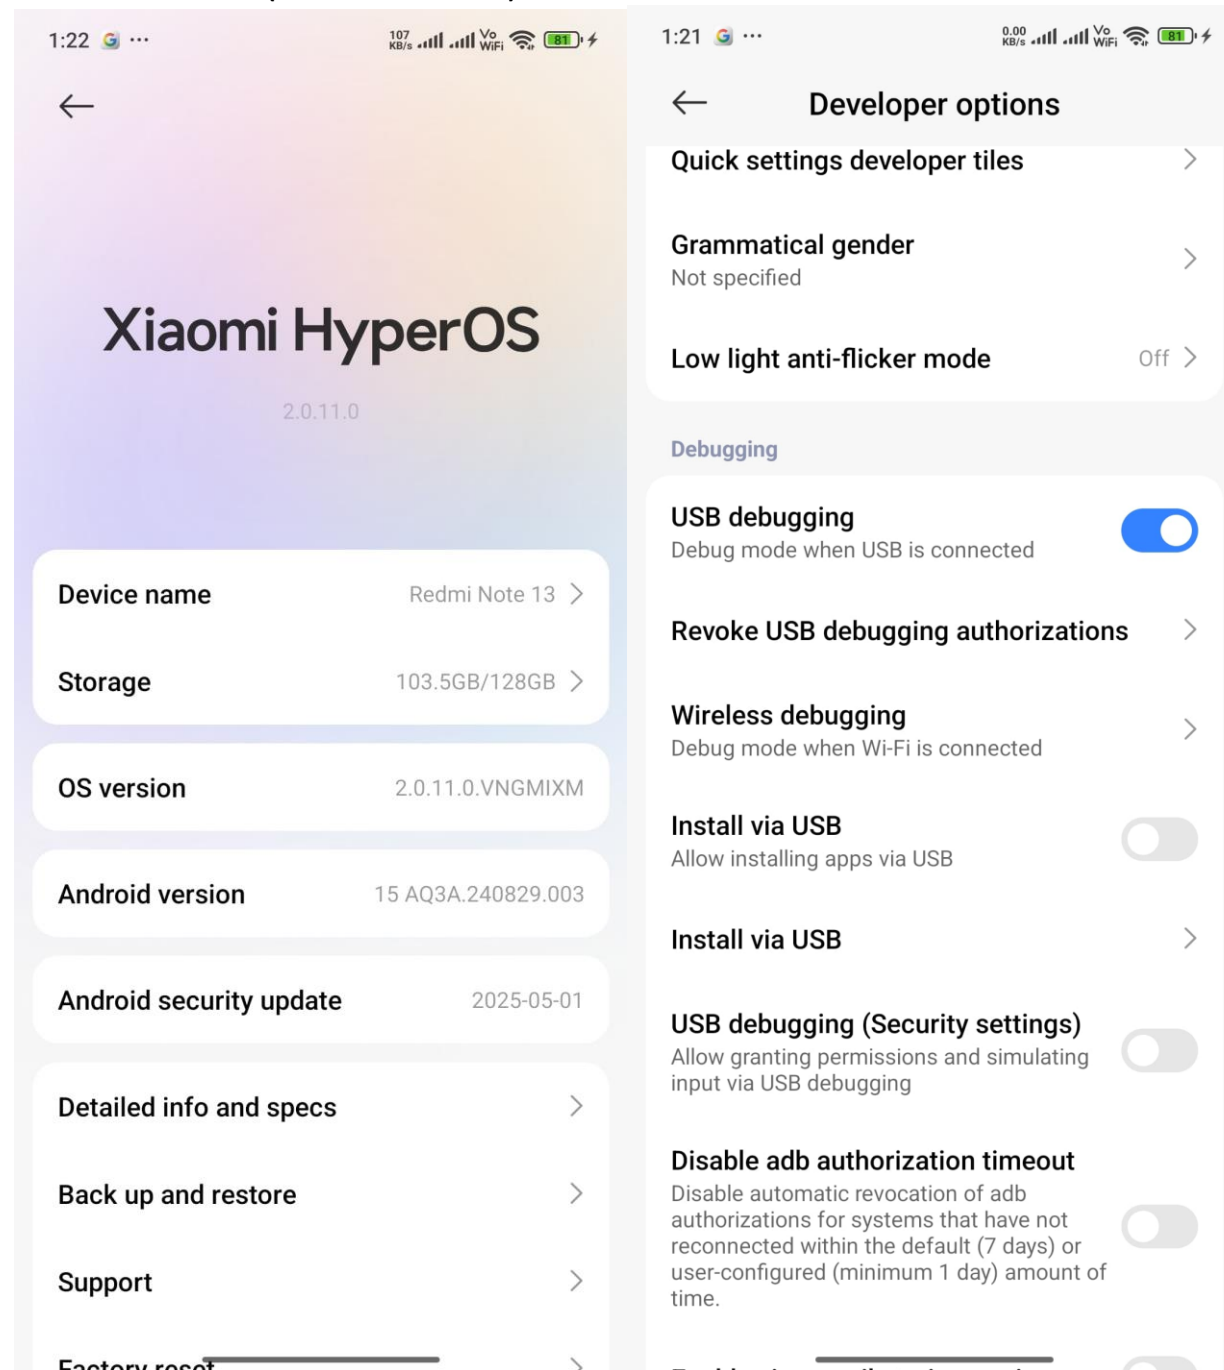 1:22
107
KB/s
Vo
WiFi
81
Xiaomi HyperOS
2.0.11.0
Device name
Redmi Note 13
Storage
103.5GB/128GB
OS version
2.0.11.0.VNGMIXM
Android version
15 AQ3A.240829.003
Android security update
2025-05-01
Detailed info and specs
Back up and restore
Support
Factory reset
1:21
0.00
KB/s
Vo
WiFi
81
Developer options
Quick settings developer tiles
Grammatical gender
Not specified
Low light anti-flicker mode
Off
Debugging
USB debugging
Debug mode when USB is connected
Revoke USB debugging authorizations
Wireless debugging
Debug mode when Wi-Fi is connected
Install via USB
Allow installing apps via USB
Install via USB
USB debugging (Security settings)
Allow granting permissions and simulating
input via USB debugging
Disable adb authorization timeout
Disable automatic revocation of adb
authorizations for systems that have not
reconnected within the default (7 days) or
user-configured (minimum 1 day) amount of
time.